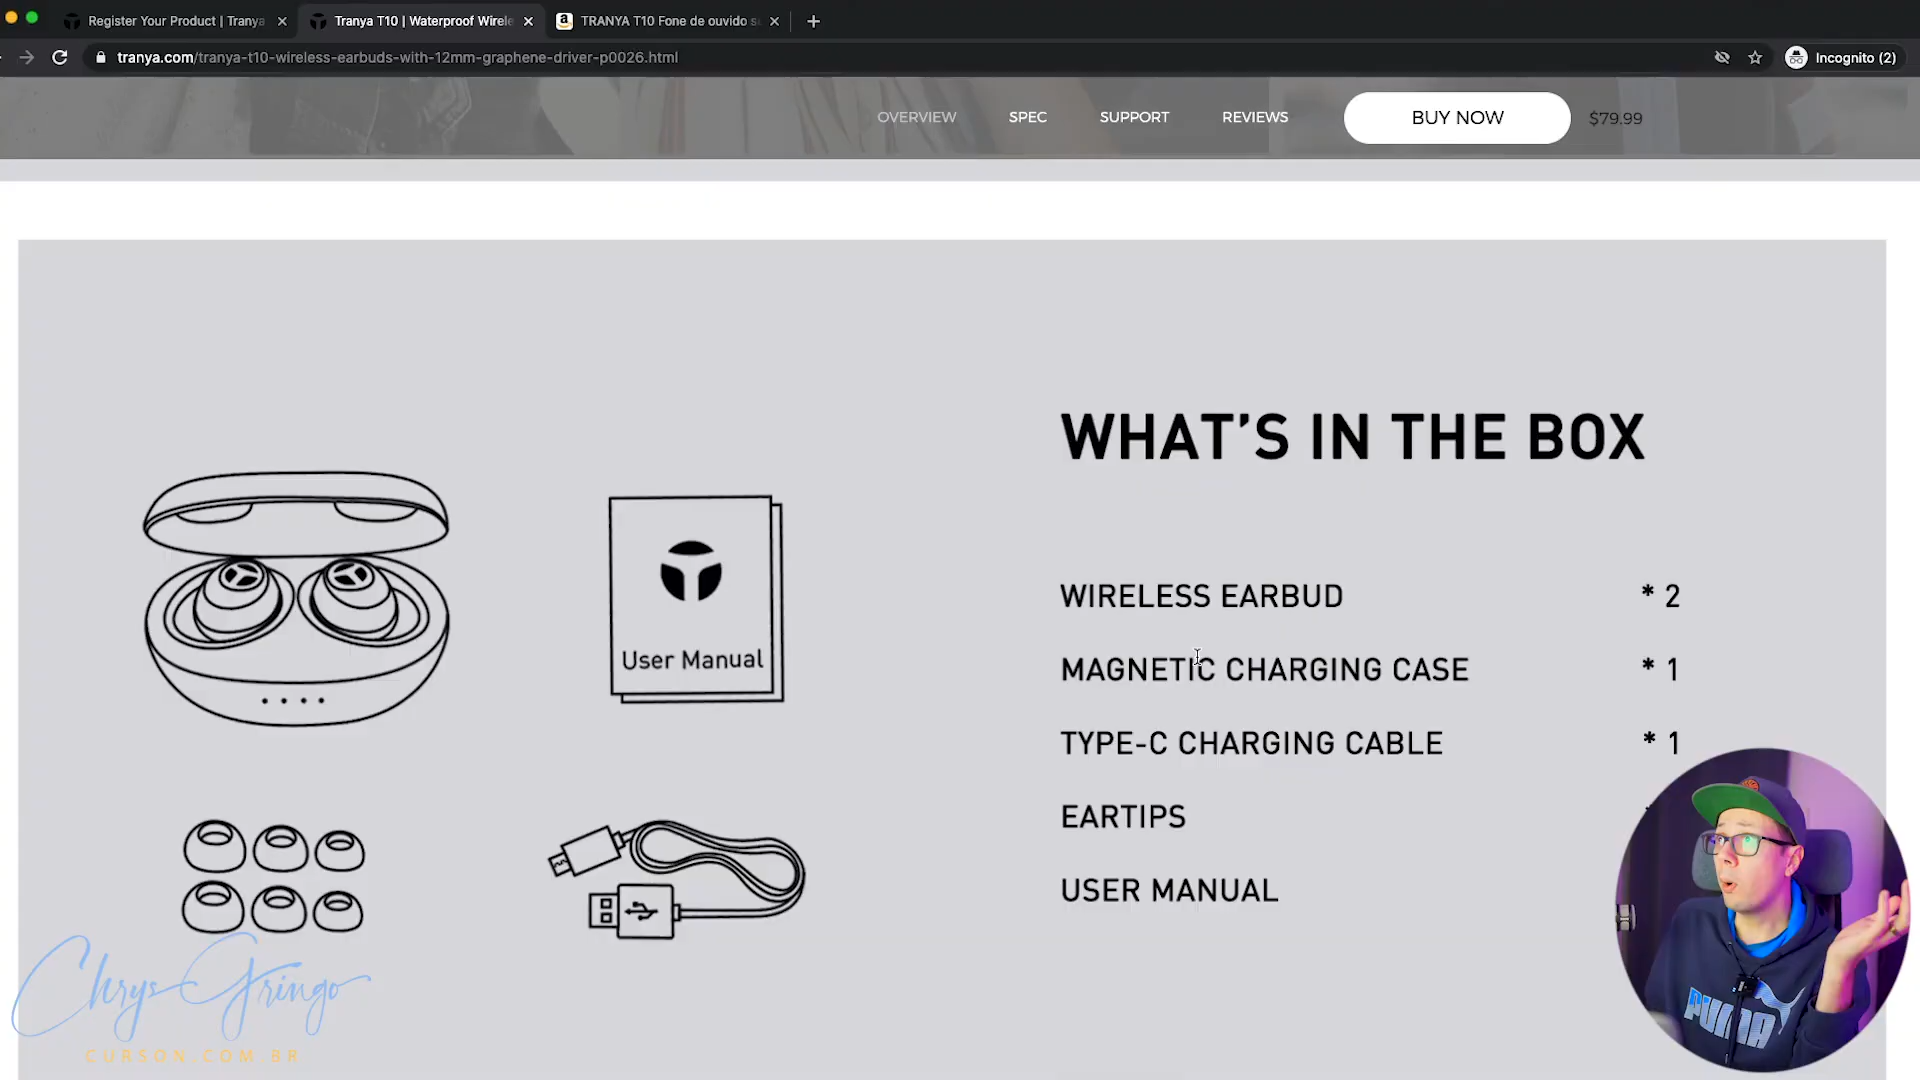 Register Your Product | Tranya
Tranya T10 | Waterproof Wirele
TRANYA T10 Fone de ouvido s
tranya.com/tranya-t10-wireless-earbuds-with-12mm-graphene-driver-p0026.html
Incognito (2)
OVERVIEW
SPEC
SUPPORT
REVIEWS
BUY NOW
$79.99
WHAT'S IN THE BOX
User Manual
WIRELESS EARBUD * 2
MAGNETIC CHARGING CASE * 1
TYPE-C CHARGING CABLE * 1
EARTIPS
USER MANUAL
Chrys Gringo
CURSON.COM.BR
PUMA